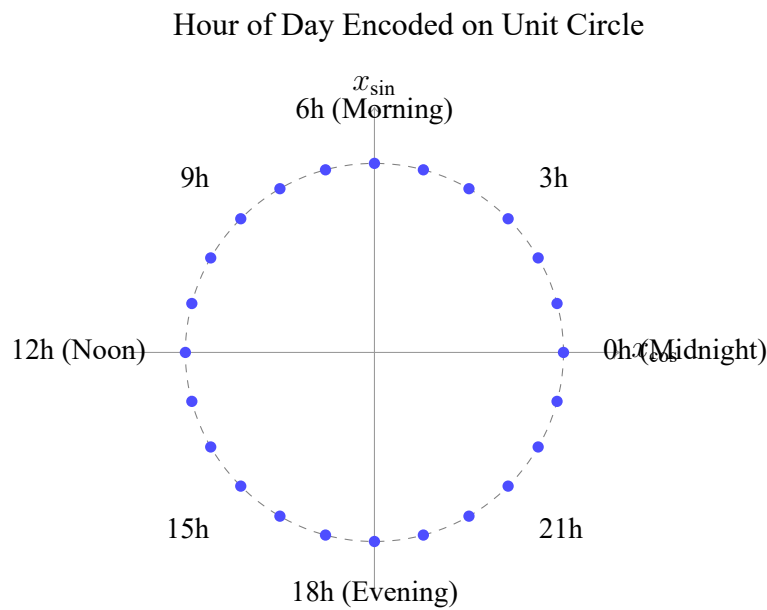 Hour of Day Encoded on Unit Circle
x_sin
6h (Morning)
9h
3h
12h (Noon)
0h (Midnight)
x_cos
15h
21h
18h (Evening)